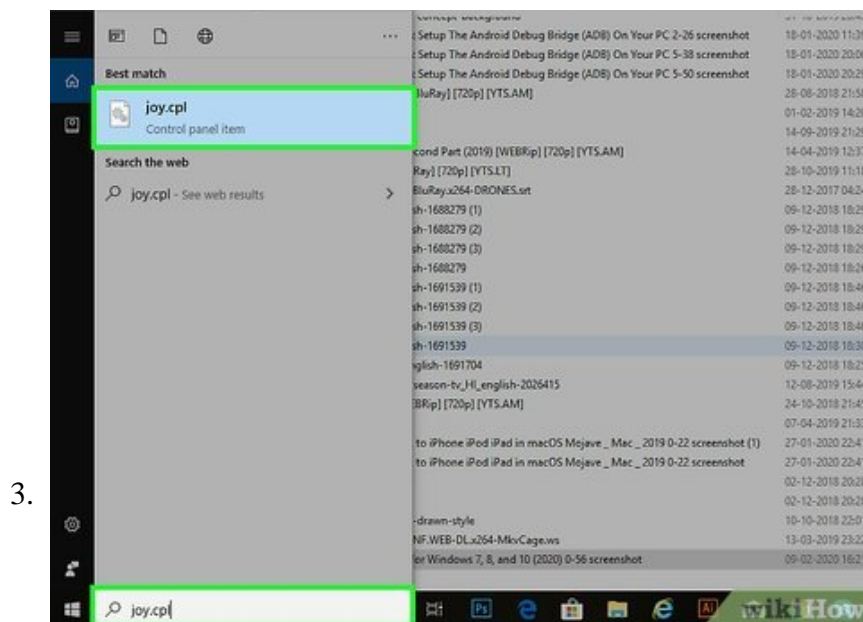 3.
Best match
joy.cpl
Control panel item
Search the web
joy.cpl - See web results
joy.cpl
Setup The Android Debug Bridge (ADB) On Your PC 2-26 screenshot 18-01-2020
Setup The Android Debug Bridge (ADB) On Your PC 5-38 screenshot 18-01-2020
Setup The Android Debug Bridge (ADB) On Your PC 5-50 screenshot 18-01-2020
BluRay] [720p] [YTS.AM] 28-08-2018
01-02-2019
14-09-2019
cond Part (2019) [WEBRip] [720p] [YTS.AM] 14-04-2019
Ray] [720p] [YTS.LT] 28-10-2019
BluRay.x264-DRONES.srt 28-12-2017
sh-1688279 (1) 09-12-2018
sh-1688279 (2) 09-12-2018
sh-1688279 (3) 09-12-2018
sh-1688279 09-12-2018
sh-1691539 (1) 09-12-2018
sh-1691539 (2) 09-12-2018
sh-1691539 (3) 09-12-2018
sh-1691539 09-12-2018
nglish-1691704 09-12-2018
season-tv_HI_english-2026415 12-08-2019
BRip] [720p] [YTS.AM] 24-10-2018
07-04-2019
to iPhone iPod iPad in macOS Mojave _ Mac _ 2019 0-22 screenshot (1) 27-01-2020
to iPhone iPod iPad in macOS Mojave _ Mac _ 2019 0-22 screenshot 27-01-2020
02-12-2018
02-12-2018
-drawn-style 10-10-2018
NF.WEB-DL.x264-MkvCage.ws 13-03-2019
or Windows 7, 8, and 10 (2020) 0-56 screenshot 09-02-2020
Ps
Ai
wikiHow